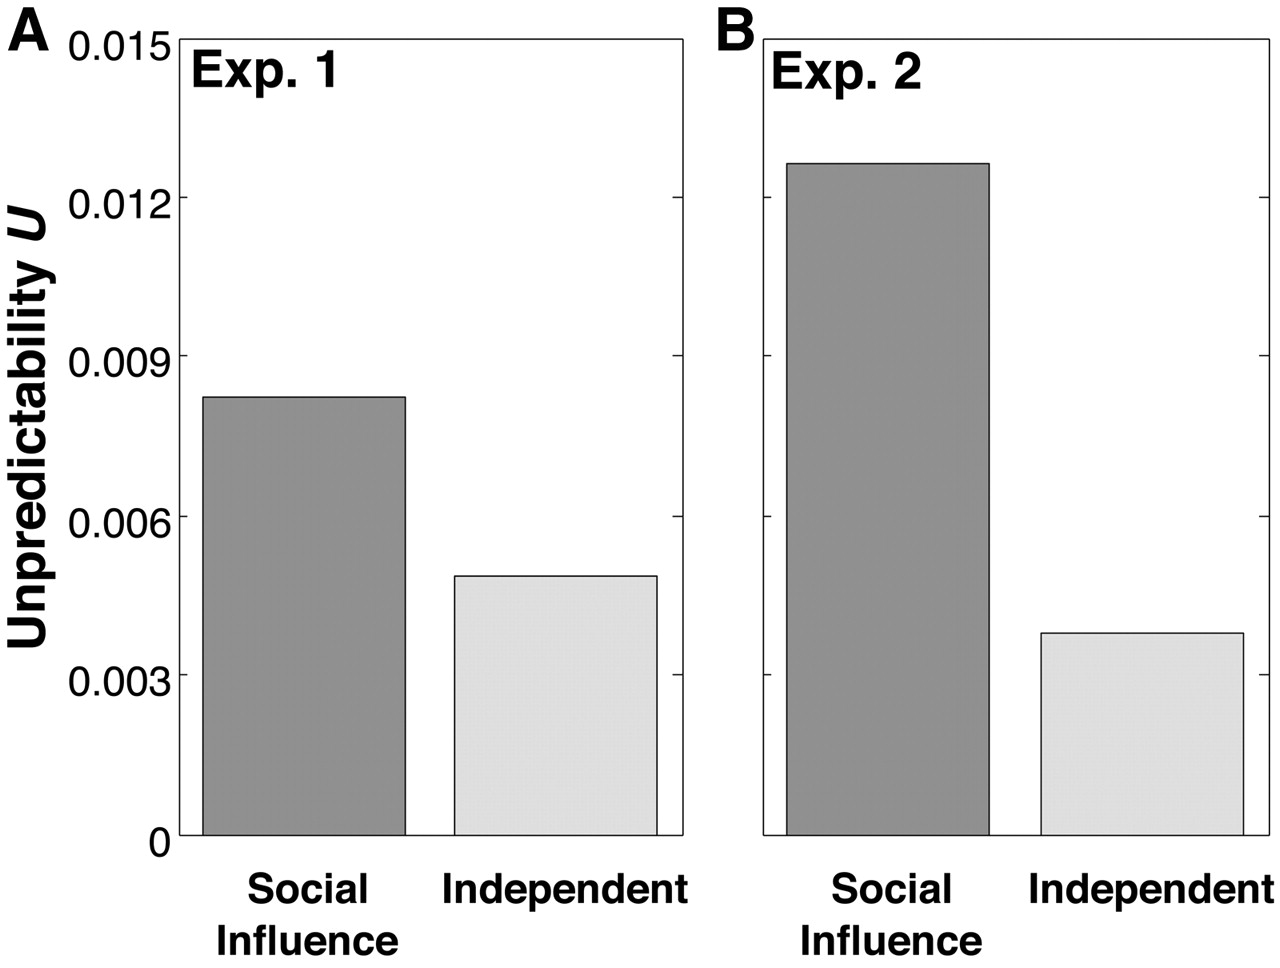 A
B
Exp. 1
Exp. 2
0.015
0.012
0.009
0.006
0.003
0
Unpredictability U
Social
Influence
Independent
Social
Influence
Independent